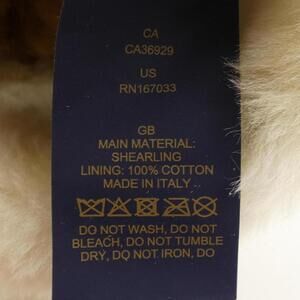 CA
CA36929
US
RN167033
GB
MAIN MATERIAL:
SHEARLING
LINING: 100% COTTON
MADE IN ITALY
DO NOT WASH, DO NOT
BLEACH, DO NOT TUMBLE
DRY, DO NOT IRON, DO